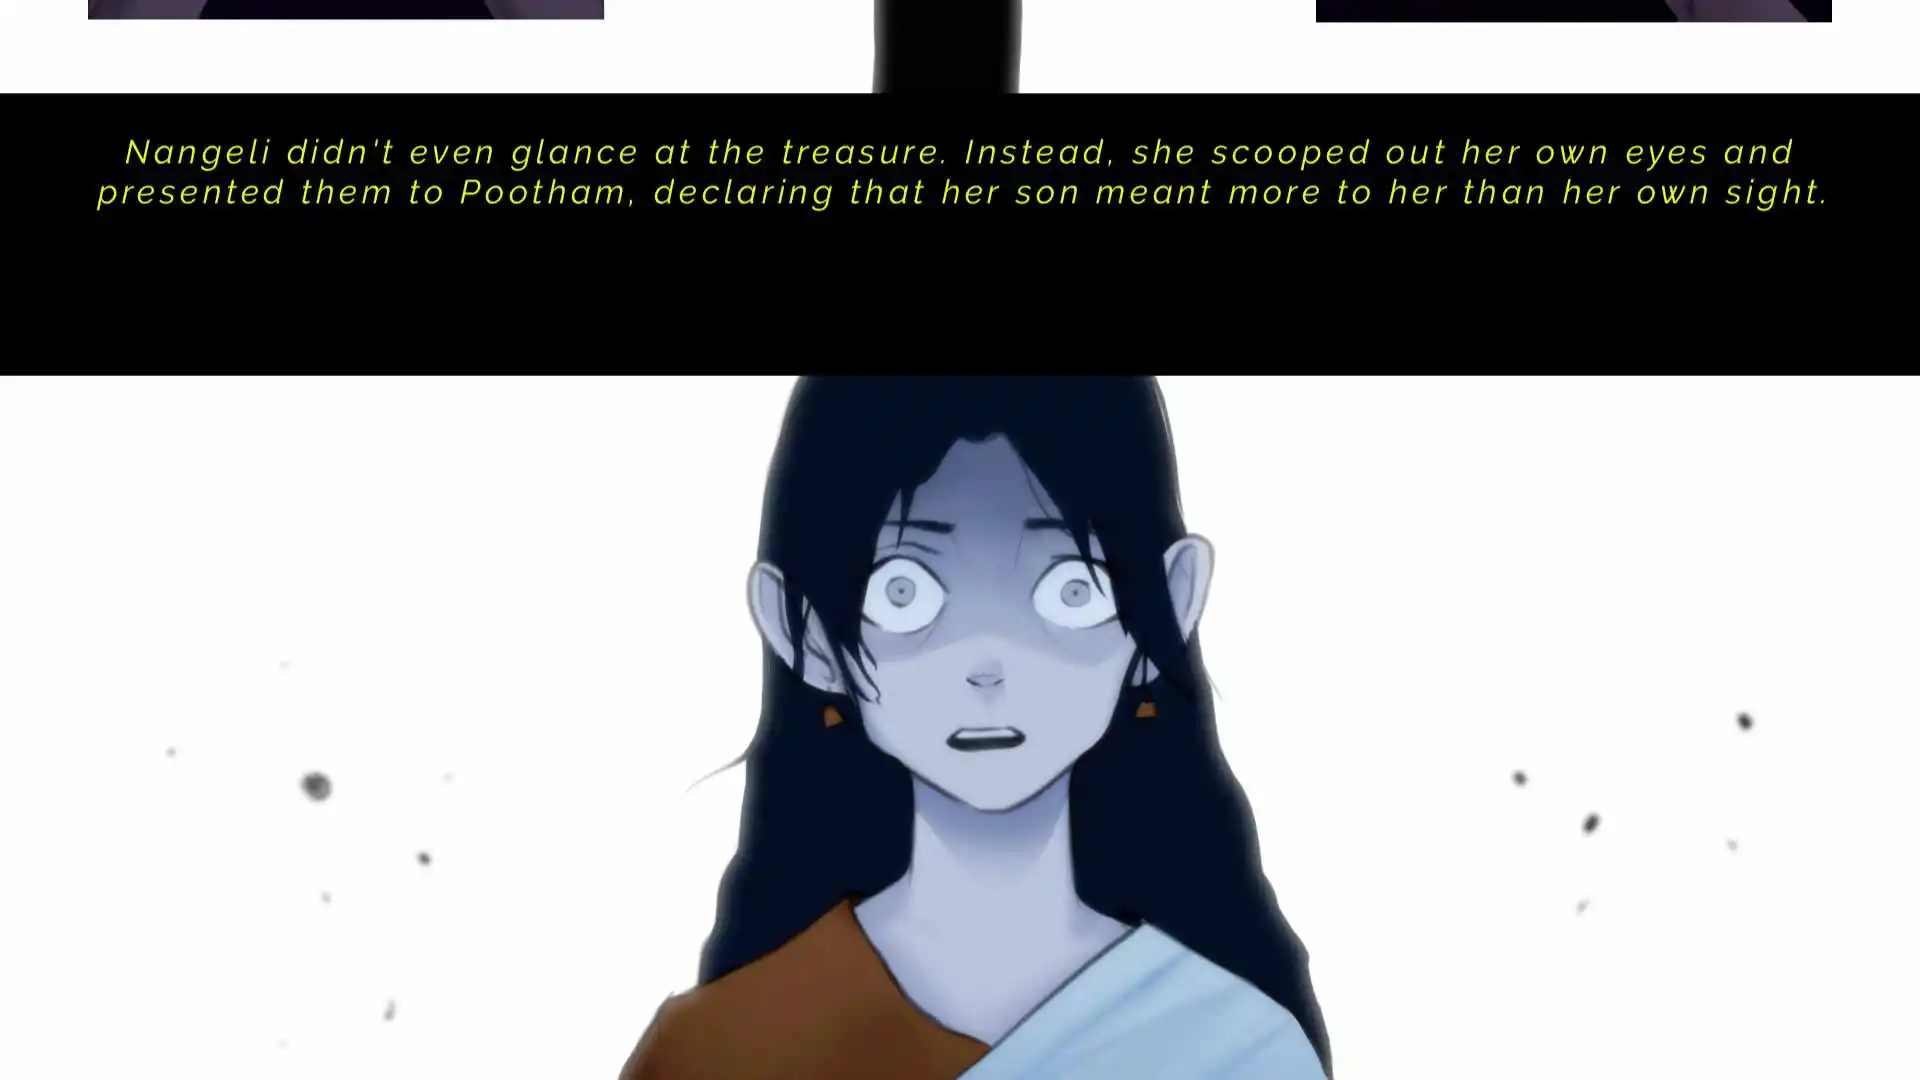 Nangeli didn't even glance at the treasure. Instead, she scooped out her own eyes and
presented them to Pootham, declaring that her son meant more to her than her own sight.